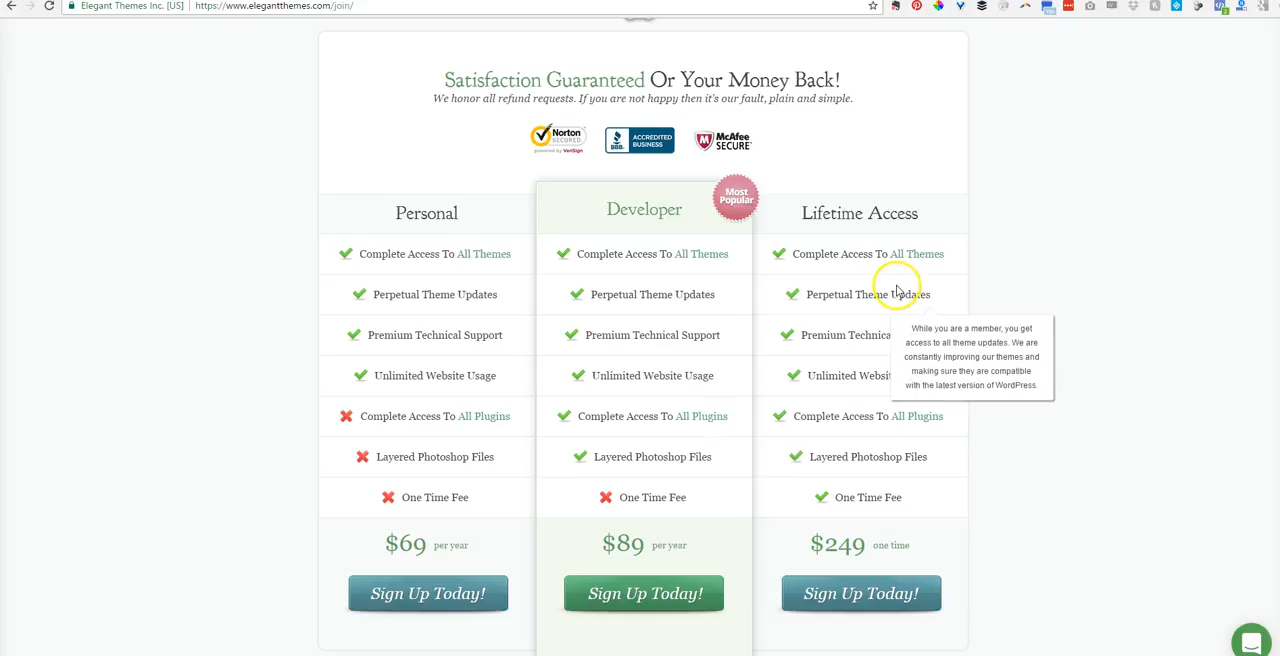 Elegant Themes Inc. [US]
https://www.elegantthemes.com/join/
Satisfaction Guaranteed Or Your Money Back!
We honor all refund requests. If you are not happy then it's our fault, plain and simple.
Norton
SECURED
powered by VeriSign
BBB.
ACCREDITED
BUSINESS
McAfee
SECURE
Most
Popular
Personal
Complete Access To All Themes
Perpetual Theme Updates
Premium Technical Support
Unlimited Website Usage
Complete Access To All Plugins
Layered Photoshop Files
One Time Fee
$69 per year
Sign Up Today!
Developer
Complete Access To All Themes
Perpetual Theme Updates
Premium Technical Support
Unlimited Website Usage
Complete Access To All Plugins
Layered Photoshop Files
One Time Fee
$89 per year
Sign Up Today!
Lifetime Access
Complete Access To All Themes
Perpetual Theme Updates
Premium Technica
Unlimited Websit
Complete Access To All Plugins
Layered Photoshop Files
One Time Fee
$249 one time
Sign Up Today!
While you are a member, you get
access to all theme updates. We are
constantly improving our themes and
making sure they are compatible
with the latest version of WordPress.